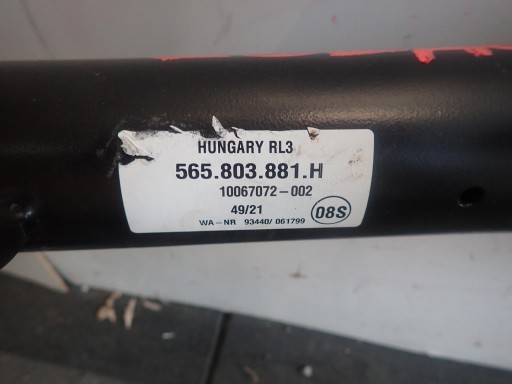 HUNGARY RL3
565.803.881.H
10067072-002
49/21
08S
WA-NR 93440/ 061799